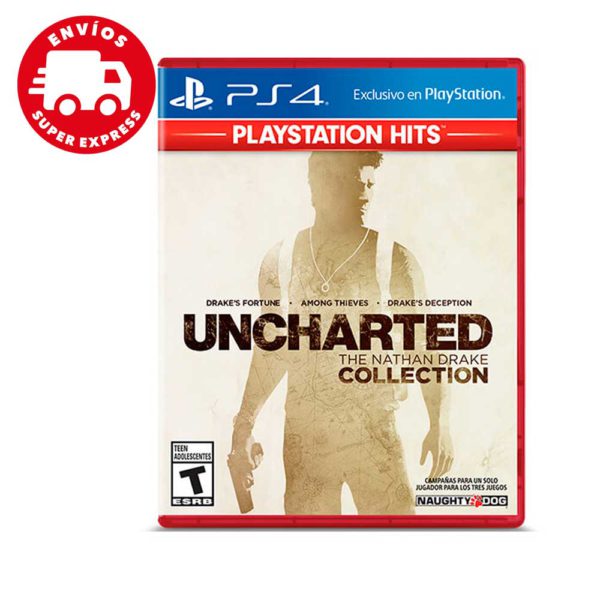 ENVÍOS
SUPER EXPRESS
PS4 Exclusivo en PlayStation®
PLAYSTATION HITS
DRAKE'S FORTUNE • AMONG THIEVES • DRAKE'S DECEPTION
UNCHARTED
THE NATHAN DRAKE
COLLECTION
TEEN
ADOLESCENTES
T
ESRB
CAMPAÑAS PARA UN SOLO
JUGADOR PARA LOS TRES JUEGOS
NAUGHTY DOG